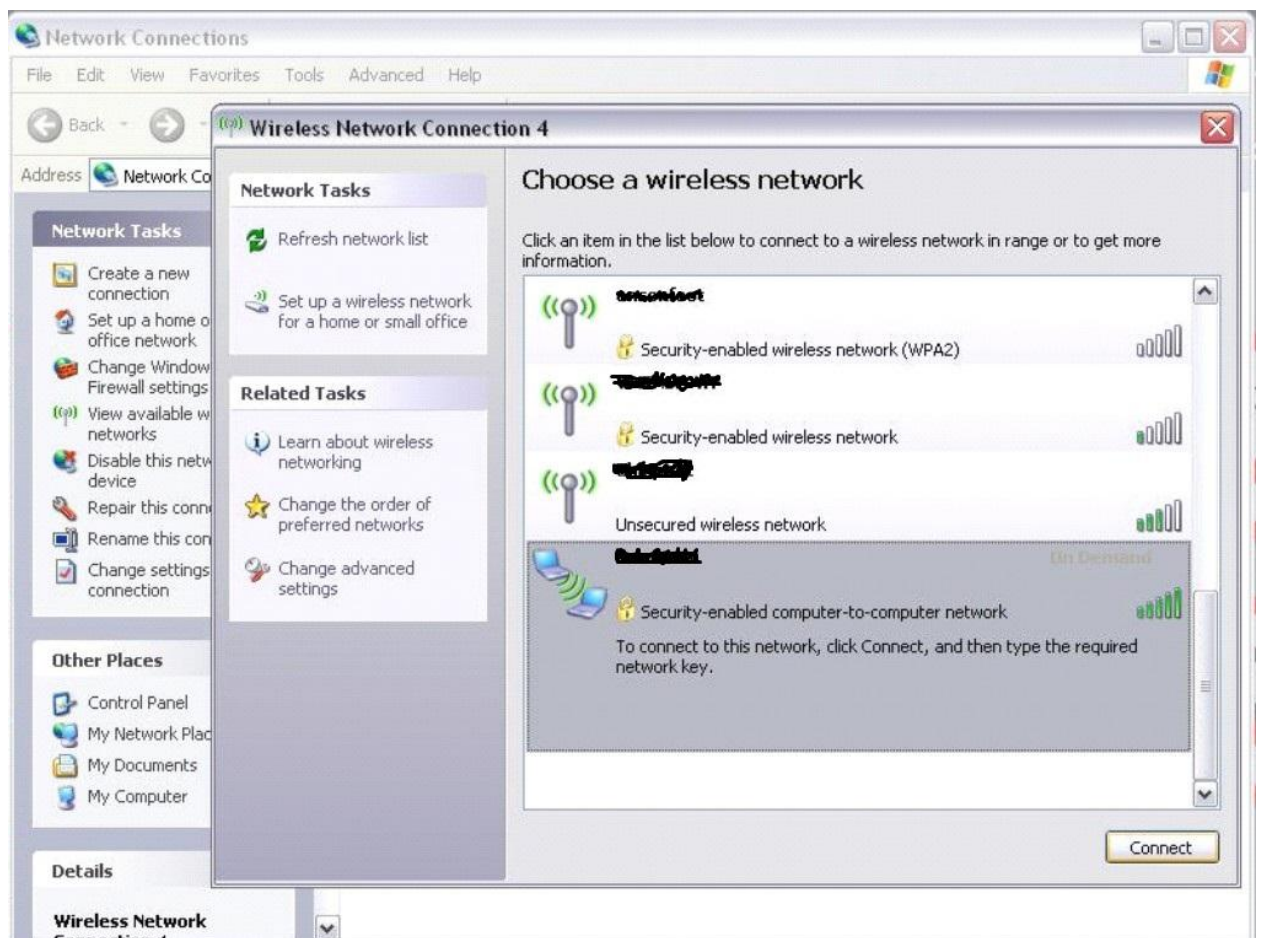 Network Connections
File Edit View Favorites Tools Advanced Help
Back
Address Network Co
Network Tasks
Create a new
connection
Set up a home o
office network
Change Window
Firewall settings
View available w
networks
Disable this netw
device
Repair this conn
Rename this con
Change settings
connection
Other Places
Control Panel
My Network Plac
My Documents
My Computer
Details
Wireless Network
Connection 4
Wireless Network Connection 4
Network Tasks
Refresh network list
Set up a wireless network
for a home or small office
Related Tasks
Learn about wireless
networking
Change the order of
preferred networks
Change advanced
settings
Choose a wireless network
Click an item in the list below to connect to a wireless network in range or to get more
information.
Security-enabled wireless network (WPA2)
Security-enabled wireless network
Unsecured wireless network
On Demand
Security-enabled computer-to-computer network
To connect to this network, click Connect, and then type the required
network key.
Connect